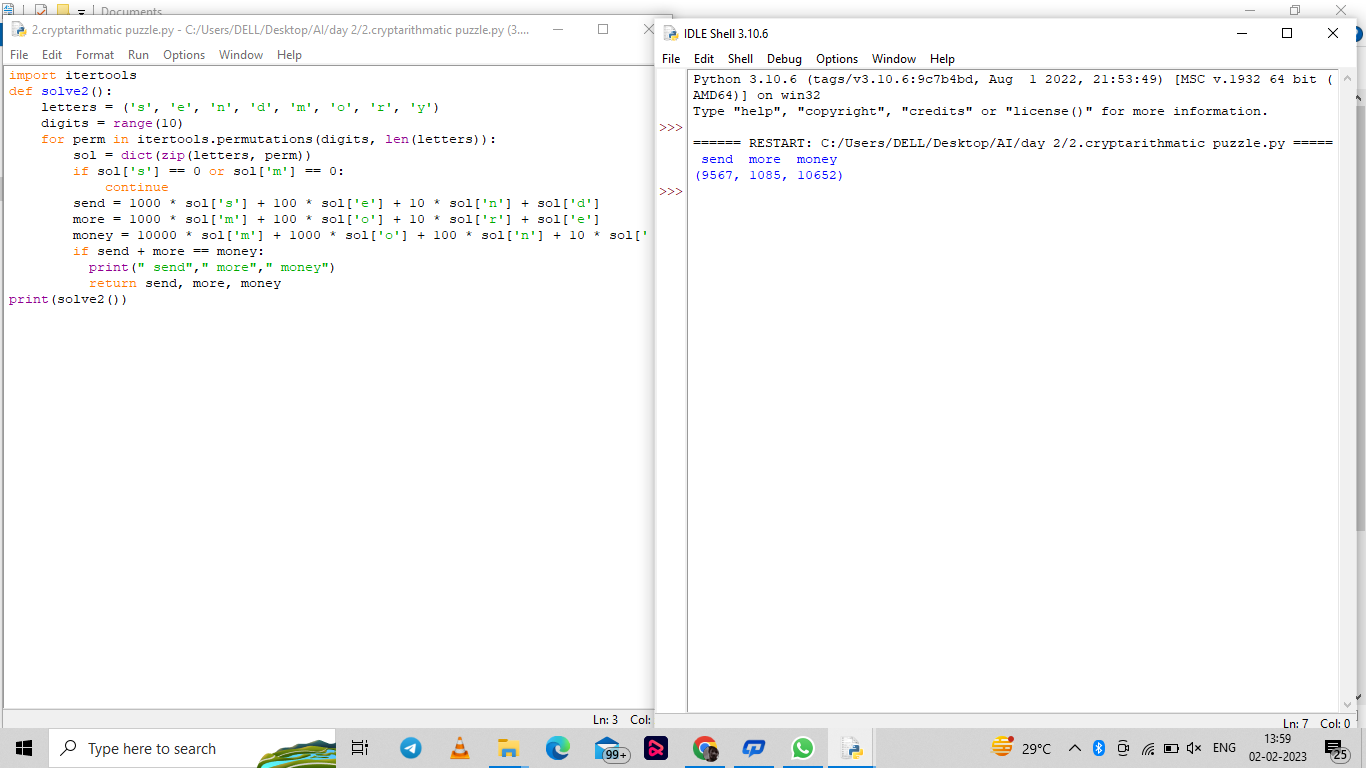 Documents
2.cryptarithmatic puzzle.py - C:/Users/DELL/Desktop/AI/day 2/2.cryptarithmatic puzzle.py (3....
File Edit Format Run Options Window Help
import itertools
def solve2():
    letters = ('s', 'e', 'n', 'd', 'm', 'o', 'r', 'y')
    digits = range(10)
    for perm in itertools.permutations(digits, len(letters)):
        sol = dict(zip(letters, perm))
        if sol['s'] == 0 or sol['m'] == 0:
            continue
        send = 1000 * sol['s'] + 100 * sol['e'] + 10 * sol['n'] + sol['d']
        more = 1000 * sol['m'] + 100 * sol['o'] + 10 * sol['r'] + sol['e']
        money = 10000 * sol['m'] + 1000 * sol['o'] + 100 * sol['n'] + 10 * sol['
        if send + more == money:
          print(" send"," more"," money")
          return send, more, money
print(solve2())
Ln: 3 Col:
IDLE Shell 3.10.6
File Edit Shell Debug Options Window Help
Python 3.10.6 (tags/v3.10.6:9c7b4bd, Aug  1 2022, 21:53:49) [MSC v.1932 64 bit (
AMD64)] on win32
Type "help", "copyright", "credits" or "license()" for more information.
>>>
====== RESTART: C:/Users/DELL/Desktop/AI/day 2/2.cryptarithmatic puzzle.py =====
 send  more  money
(9567, 1085, 10652)
>>>
Ln: 7 Col: 0
Type here to search
99+
29°C
ENG
13:59
02-02-2023
25